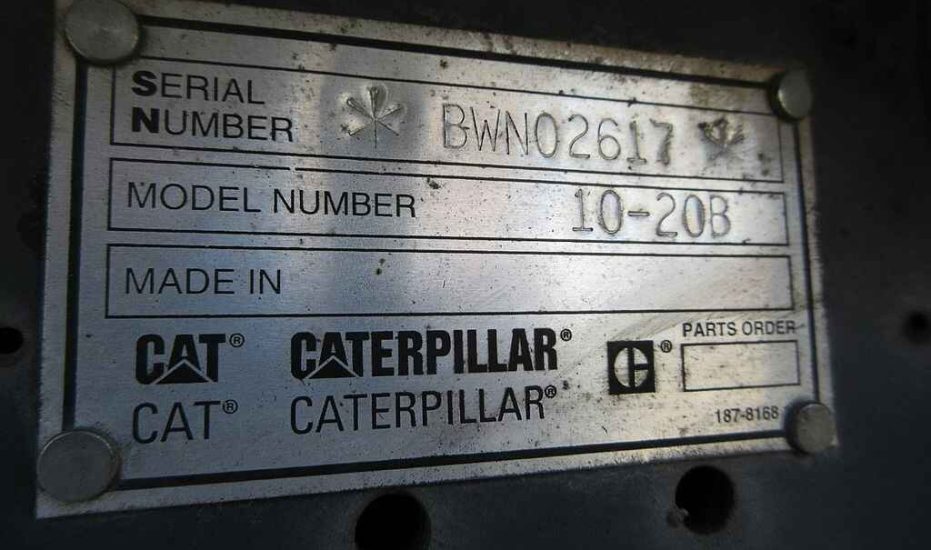 SERIAL
NUMBER BWN02617
MODEL NUMBER 10-20B
MADE IN
CAT® CATERPILLAR® ® PARTS ORDER
CAT® CATERPILLAR®
187-8168